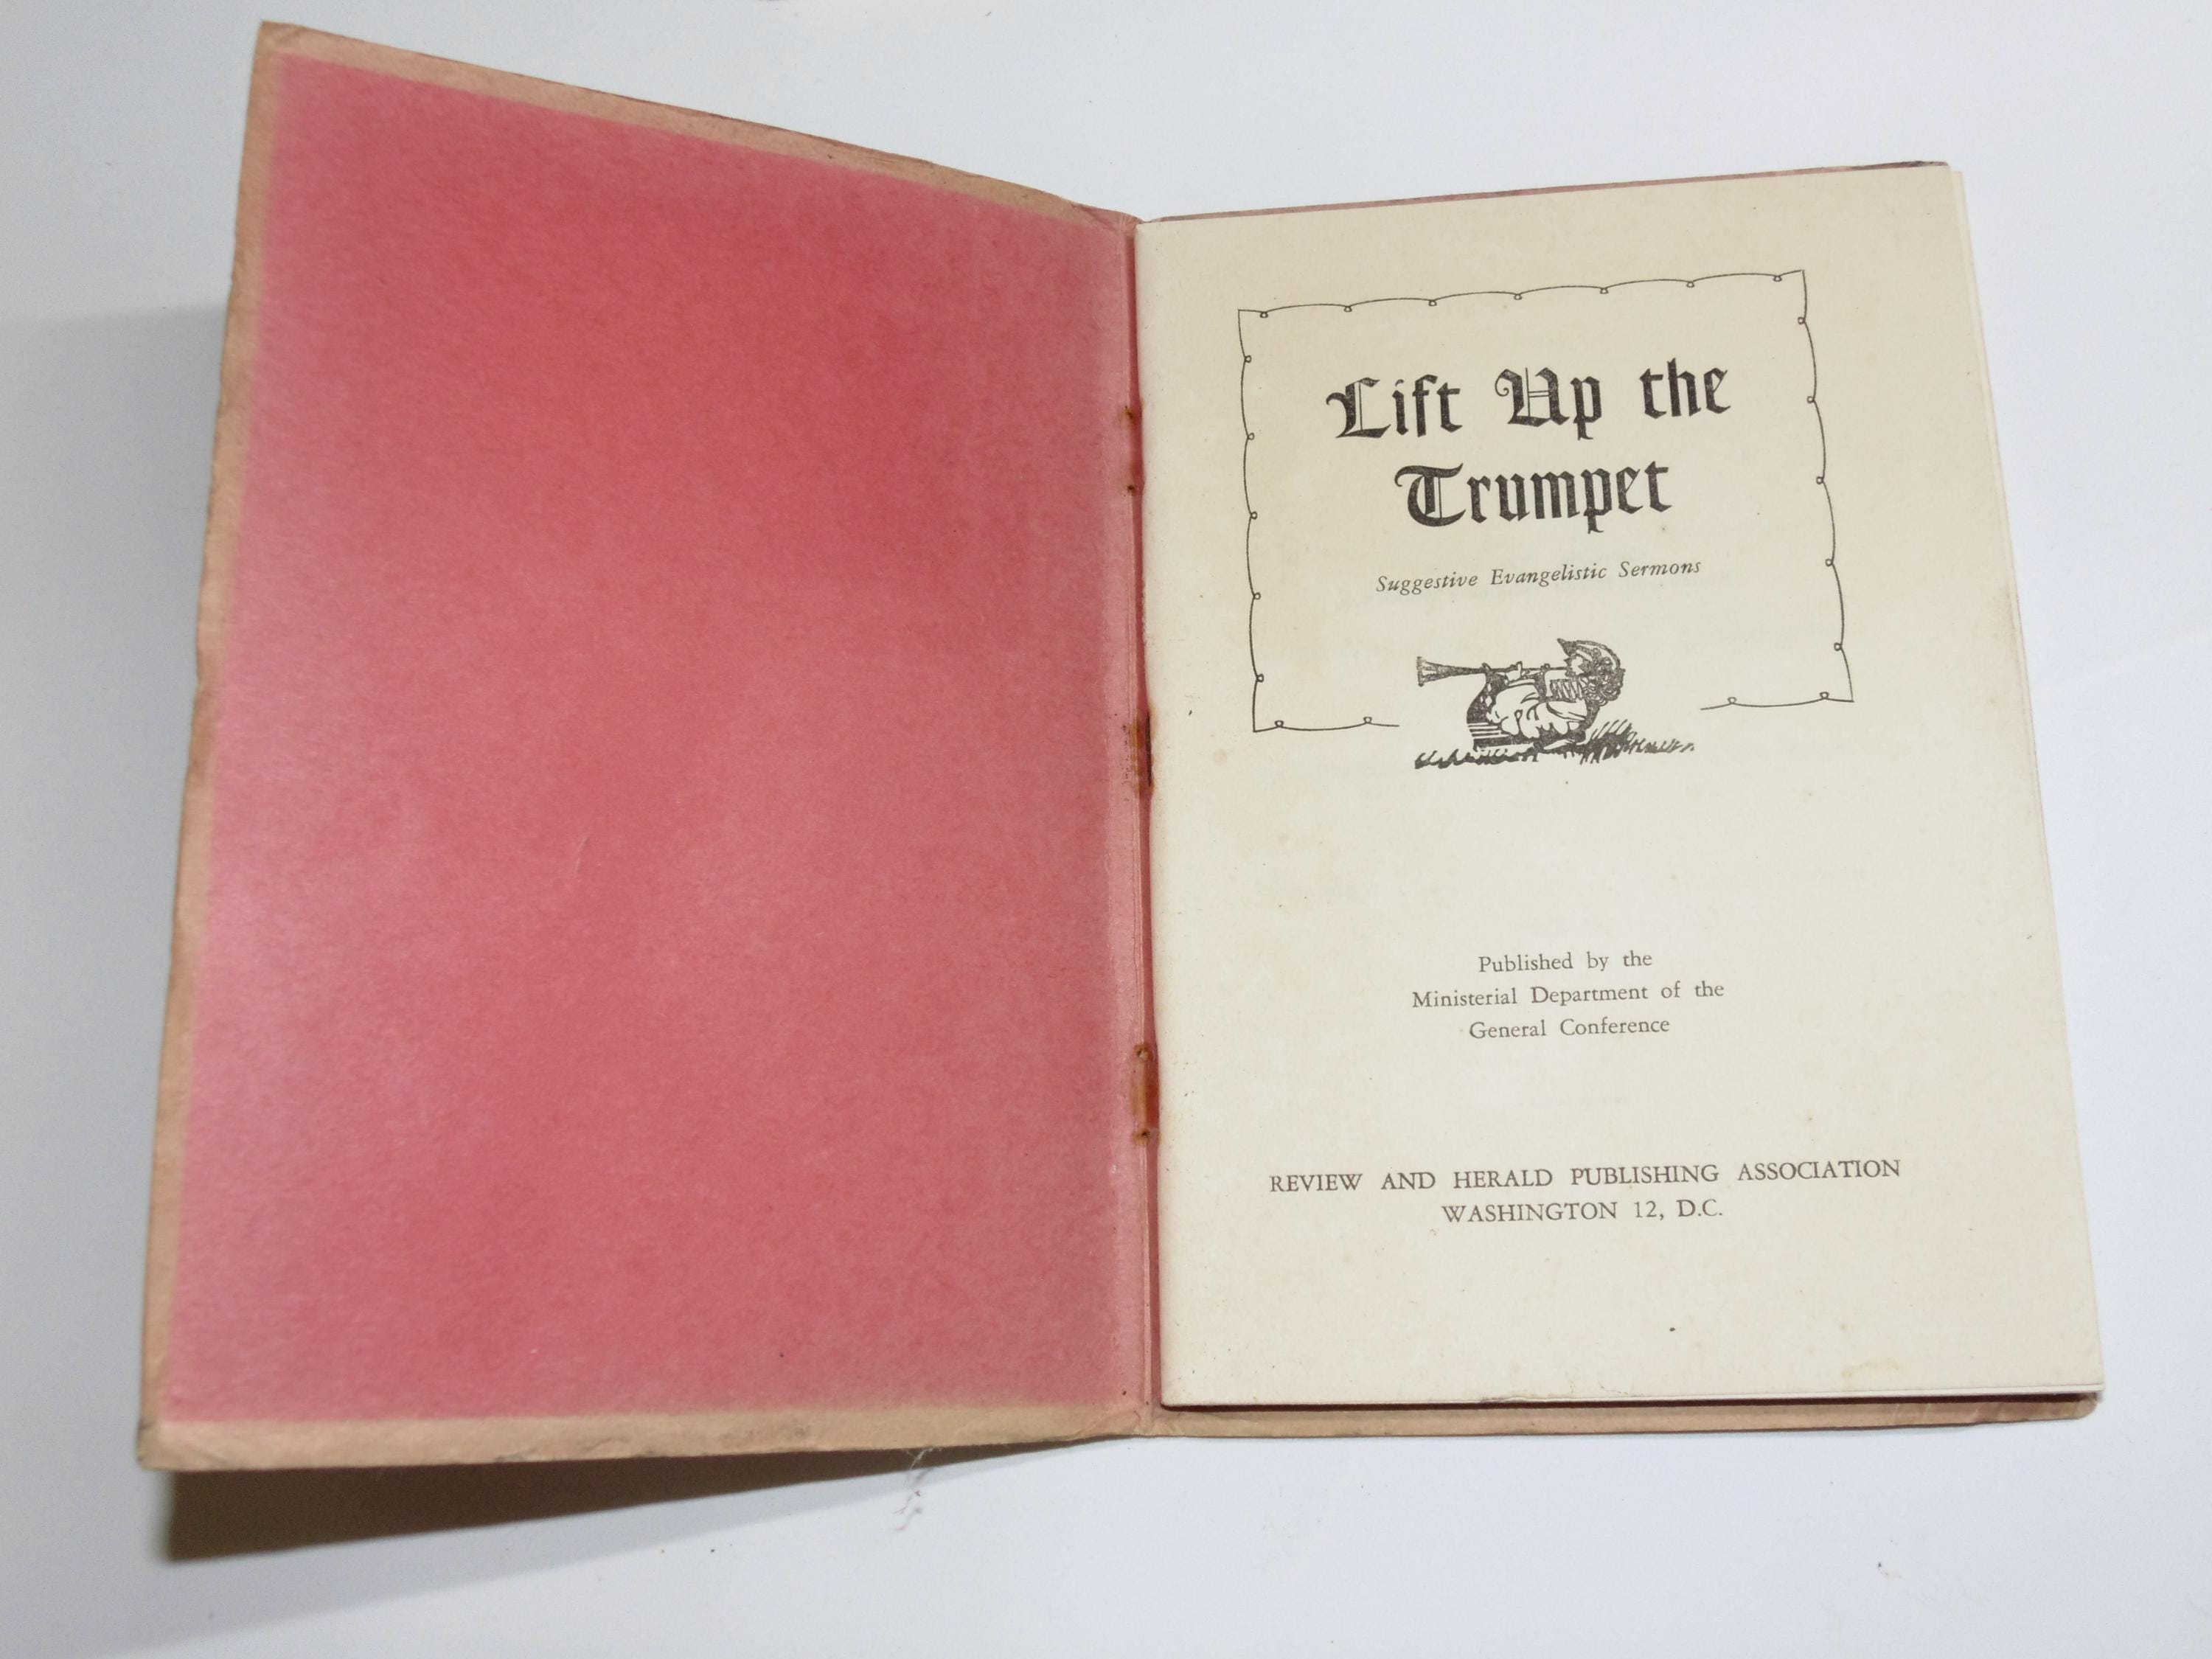 Lift Up the
Trumpet
Suggestive Evangelistic Sermons
Published by the
Ministerial Department of the
General Conference
REVIEW AND HERALD PUBLISHING ASSOCIATION
WASHINGTON 12, D.C.